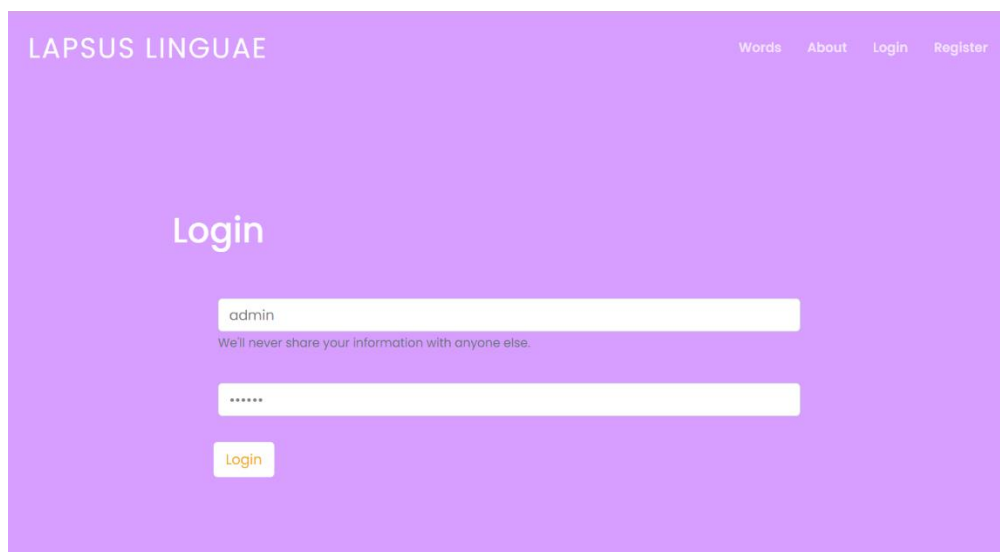 LAPSUS LINGUAE
Words About Login Register
Login
admin
We'll never share your information with anyone else.
••••••
Login